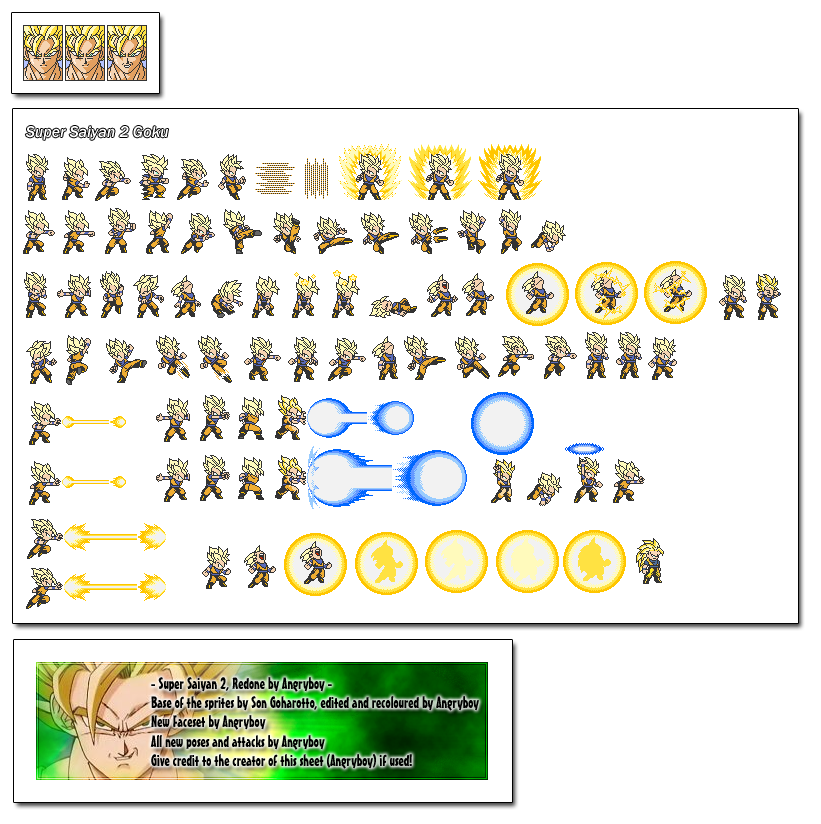 Super Saiyan 2 Goku
- Super Saiyan 2, Redone by Angryboy -
Base of the sprites by Son Goharotto, edited and recoloured by Angryboy
New Faceset by Angryboy
All new poses and attacks by Angryboy
Give credit to the creator of this sheet (Angryboy) if used!